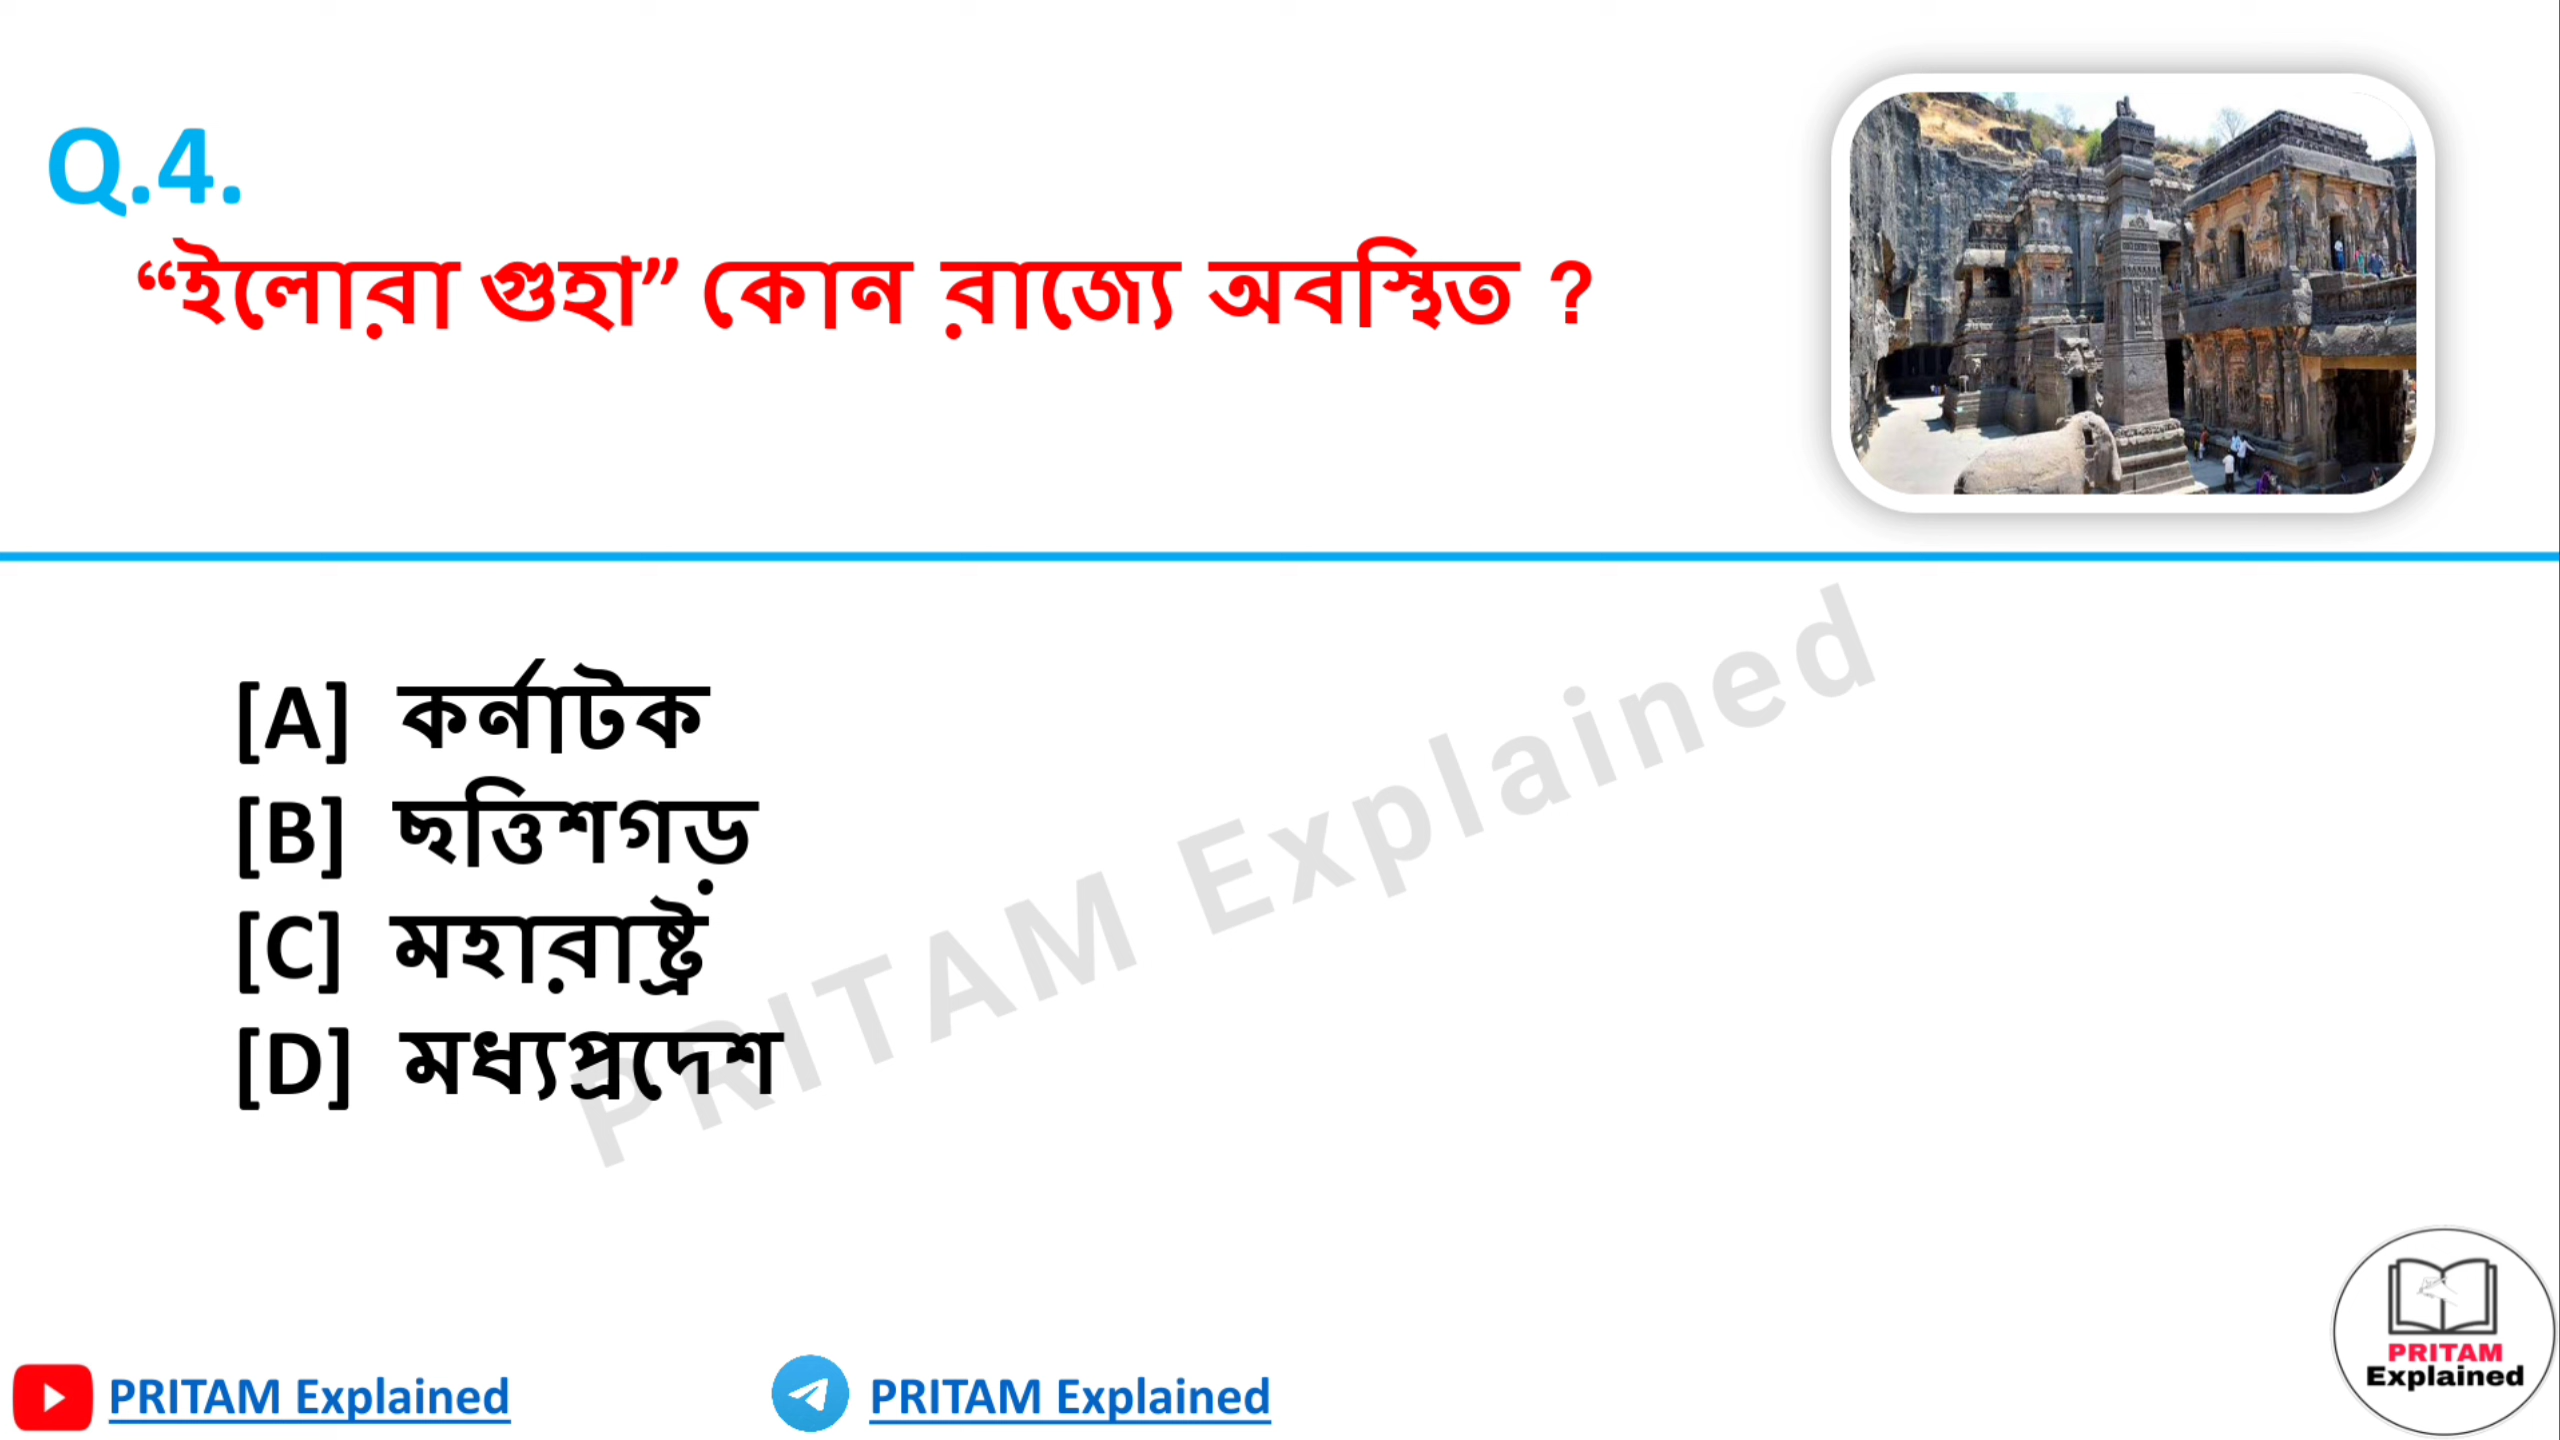 Q.4.
“ইলোরা গুহা” কোন রাজ্যে অবস্থিত ?
[A] কর্নাটক
[B] ছত্তিশগড়
[C] মহারাষ্ট্র
[D] মধ্যপ্রদেশ
PRITAM Explained
PRITAM Explained
PRITAM Explained
PRITAM
Explained